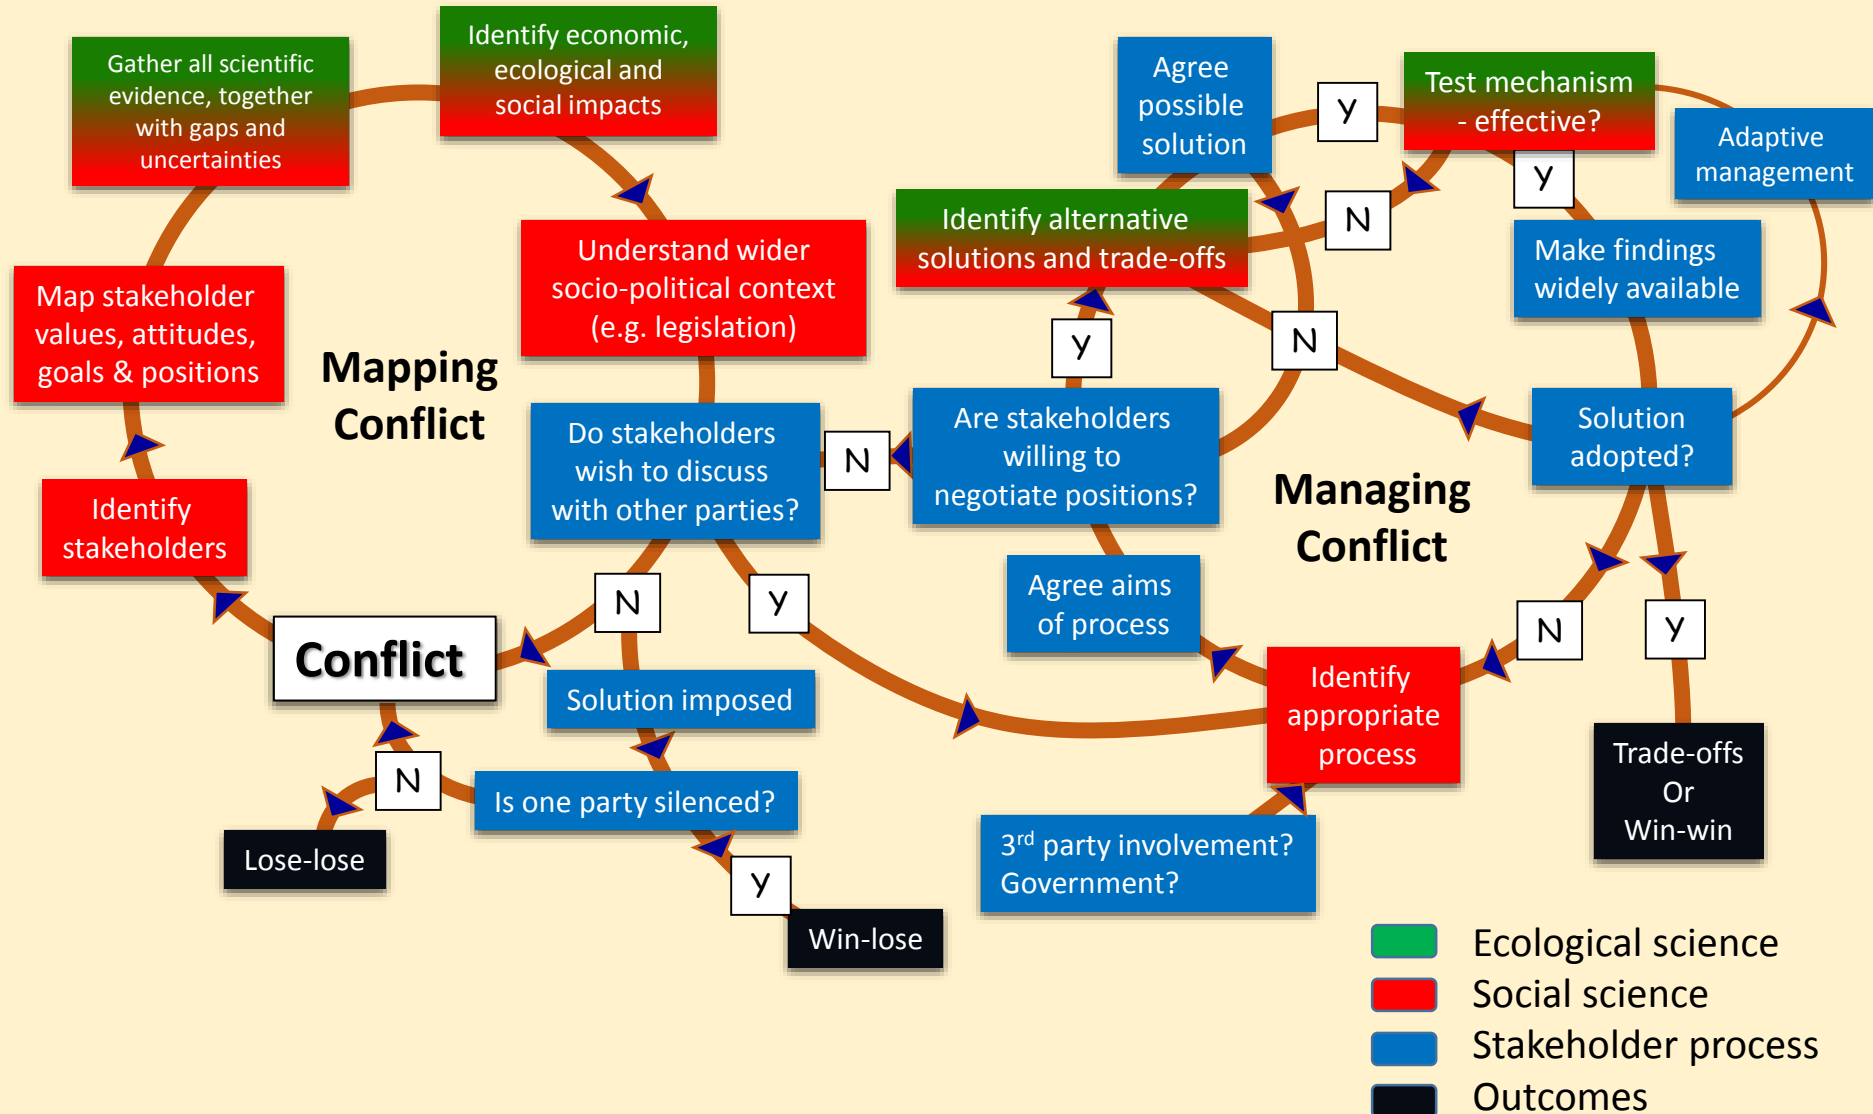 Gather all scientific
evidence, together
with gaps and
uncertainties
Identify economic,
ecological and
social impacts
Understand wider
socio-political context
(e.g. legislation)
Map stakeholder
values, attitudes,
goals & positions
Mapping
Conflict
Do stakeholders
wish to discuss
with other parties?
Identify
stakeholders
Conflict
N
Y
Solution imposed
N
Is one party silenced?
Lose-lose
Y
Win-lose
Agree
possible
solution
Y
Test mechanism
- effective?
Adaptive
management
Y
Identify alternative
solutions and trade-offs
N
Make findings
widely available
Y
N
N
Are stakeholders
willing to
negotiate positions?
Solution
adopted?
Managing
Conflict
Agree aims
of process
N
Y
Identify
appropriate
process
Trade-offs
Or
Win-win
3rd party involvement?
Government?
Ecological science
Social science
Stakeholder process
Outcomes